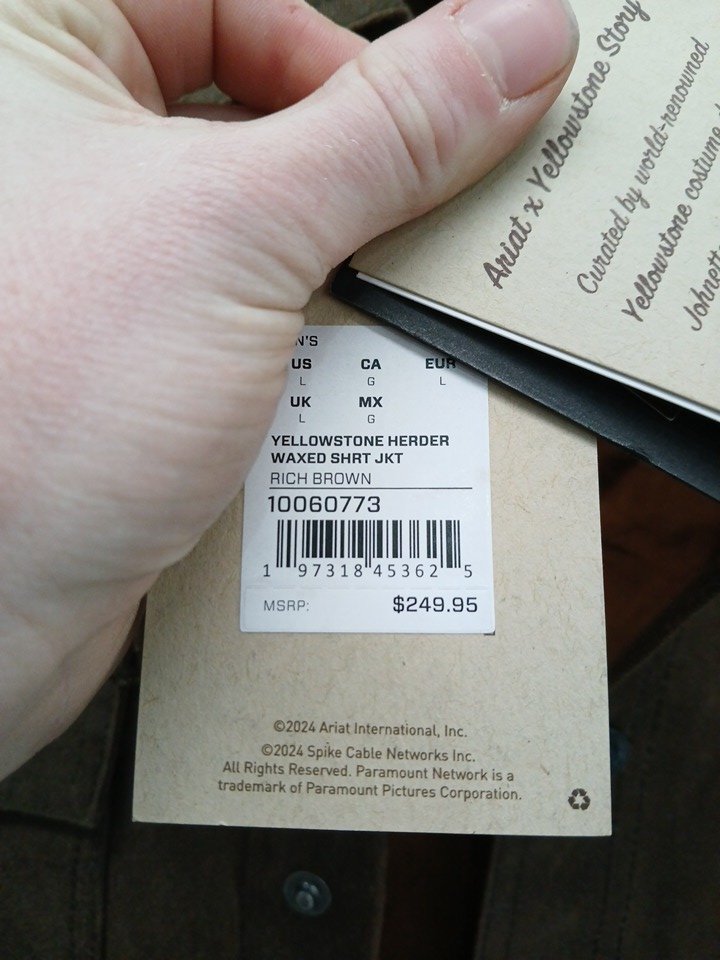 Ariat x Yellowstone Story
Curated by world-renowned
Yellowstone costume
N'S
US CA EUR
L G L
UK MX
L G
YELLOWSTONE HERDER
WAXED SHRT JKT
RICH BROWN
10060773
1 97318 45362 5
MSRP: $249.95
©2024 Ariat International, Inc.
©2024 Spike Cable Networks Inc.
All Rights Reserved. Paramount Network is a
trademark of Paramount Pictures Corporation.